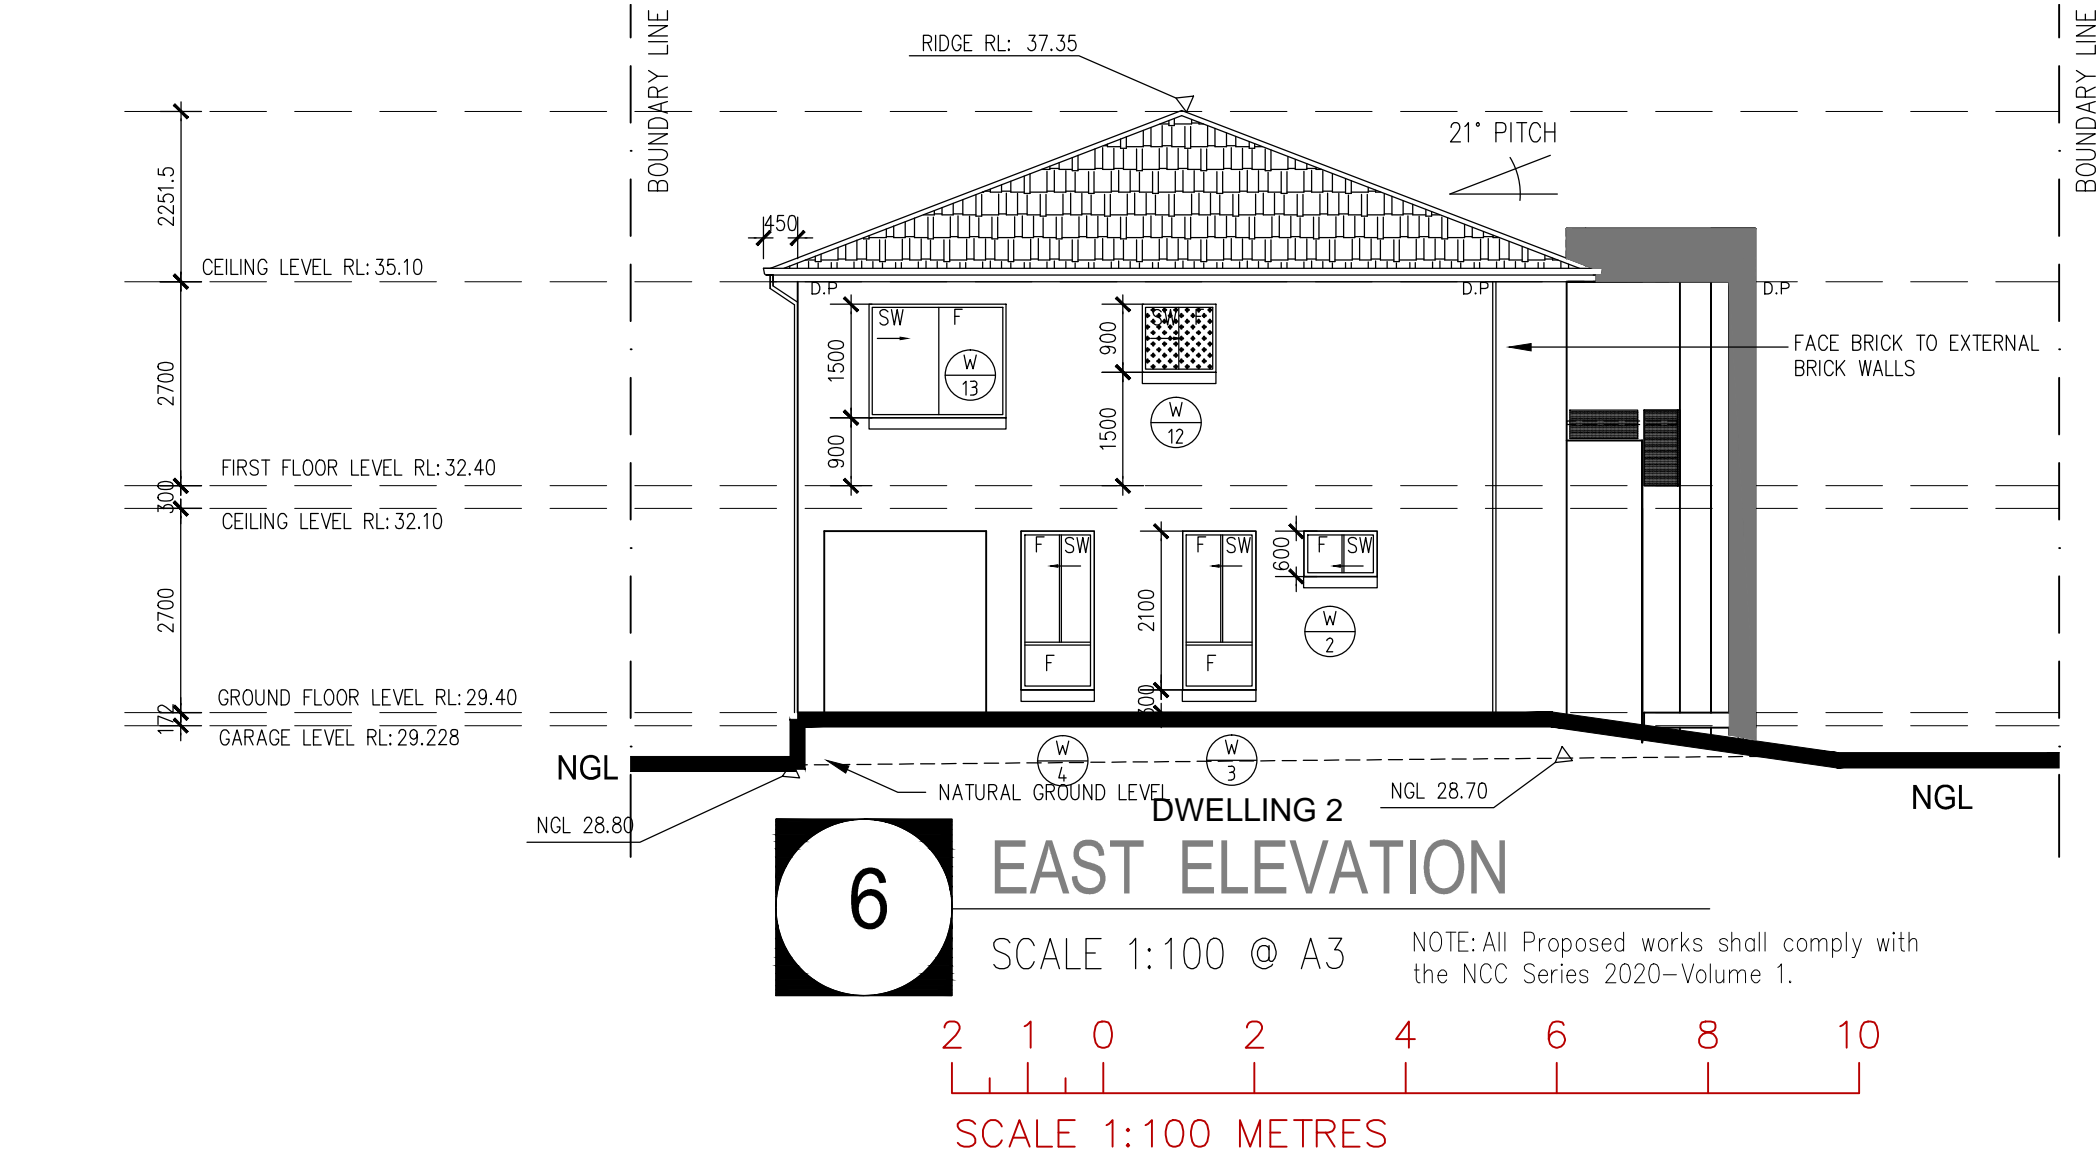 RIDGE RL: 37.35
BOUNDARY LINE
BOUNDARY LINE
21° PITCH
2251.5
450
CEILING LEVEL RL:35.10
D.P
D.P
D.P
SW F
W
13
1500
900
SW F
900
1500
W
12
FACE BRICK TO EXTERNAL
BRICK WALLS
2700
FIRST FLOOR LEVEL RL:32.40
300
CEILING LEVEL RL:32.10
F SW
F
F SW
F
2100
300
F SW
600
W
2
2700
GROUND FLOOR LEVEL RL:29.40
172
GARAGE LEVEL RL:29.228
NGL
W
4
W
3
NATURAL GROUND LEVEL
NGL 28.70
NGL
NGL 28.80
DWELLING 2
6
EAST ELEVATION
SCALE 1:100 @ A3
NOTE:All Proposed works shall comply with
the NCC Series 2020-Volume 1.
2 1 0 2 4 6 8 10
SCALE 1:100 METRES